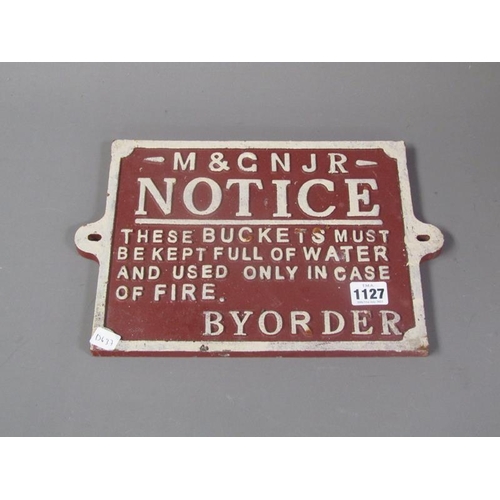 M & G N J R
NOTICE
THESE BUCKETS MUST
BE KEPT FULL OF WATER
AND USED ONLY IN CASE
OF FIRE.
BY ORDER
1127